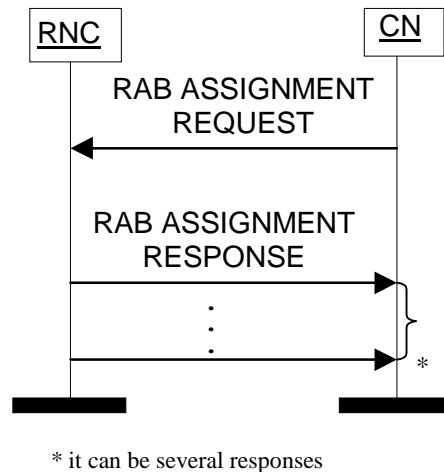 RNC
CN
RAB ASSIGNMENT
REQUEST
RAB ASSIGNMENT
RESPONSE
*
* it can be several responses